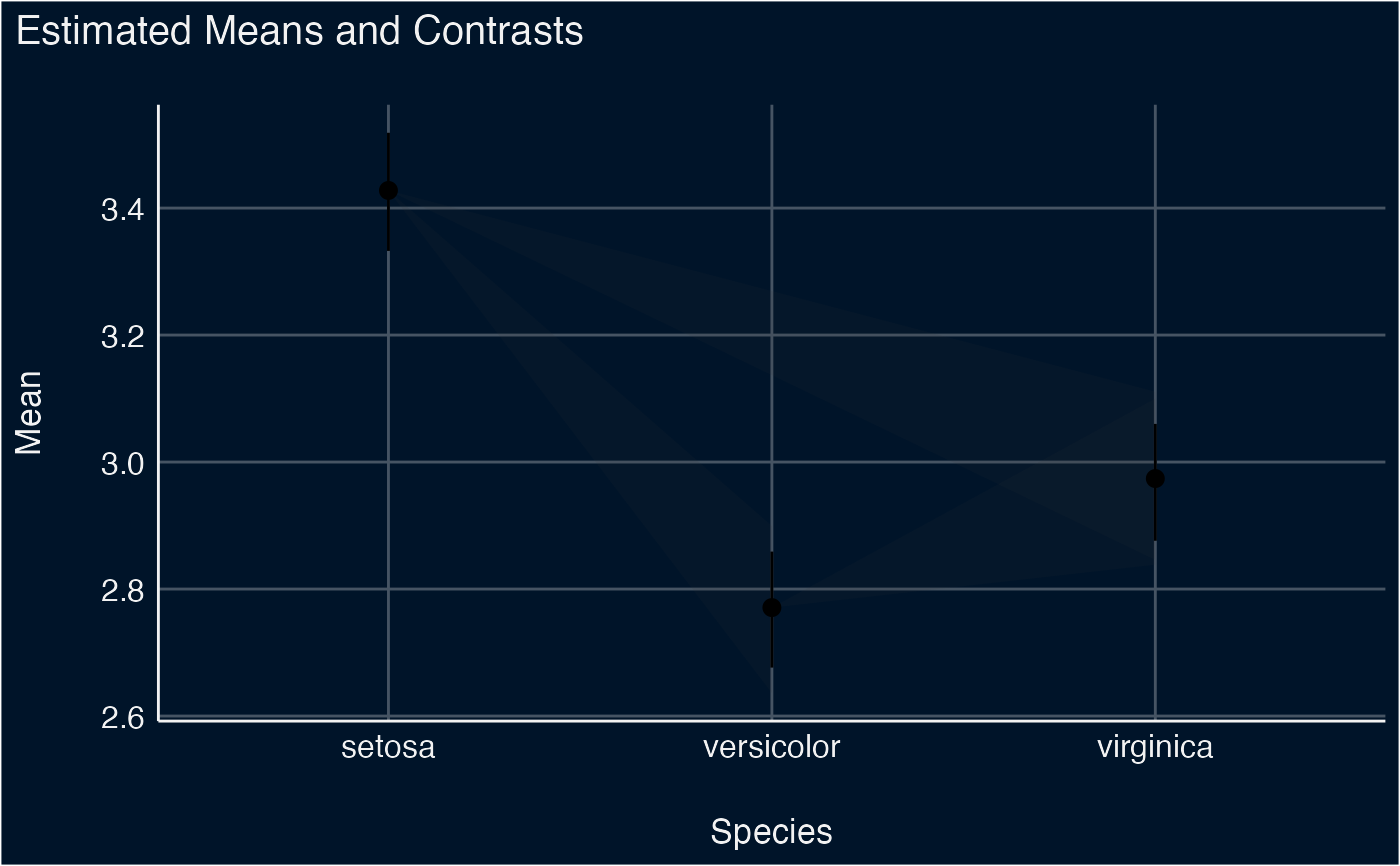 Estimated Means and Contrasts
Mean
3.4
3.2
3.0
2.8
2.6
setosa versicolor virginica
Species